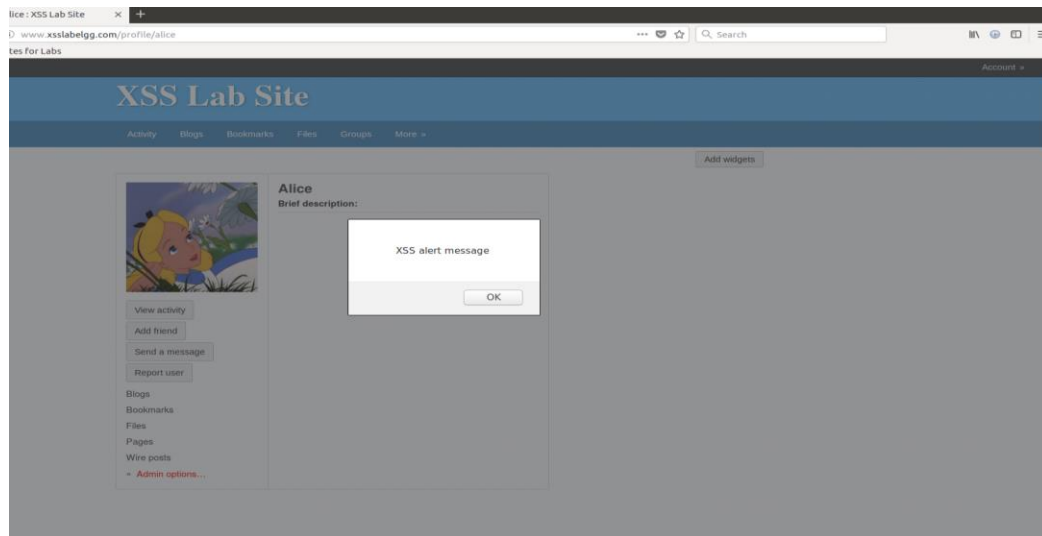 lice : XSS Lab Site
www.xsslabelgg.com/profile/alice
Search
tes for Labs
Account »
XSS Lab Site
Activity Blogs Bookmarks Files Groups More »
Add widgets
Alice
Brief description:
XSS alert message
OK
View activity
Add friend
Send a message
Report user
Blogs
Bookmarks
Files
Pages
Wire posts
Admin options...